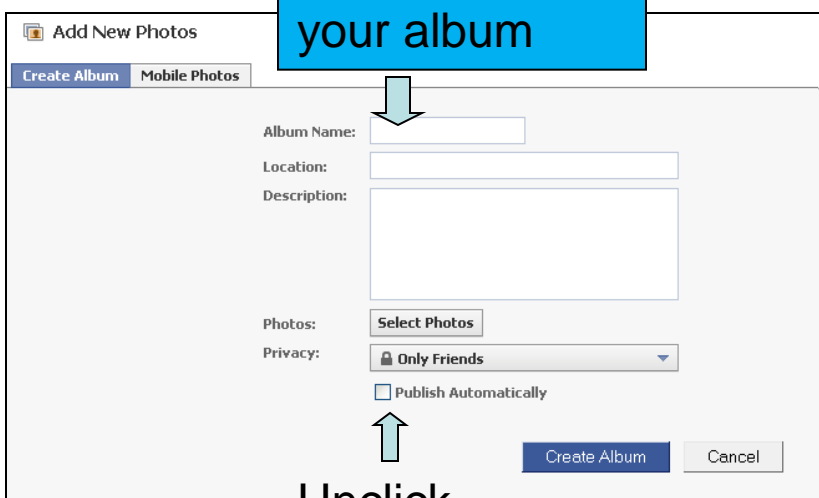 your album
Add New Photos
Create Album Mobile Photos
Album Name:
Location:
Description:
Photos: Select Photos
Privacy: Only Friends
Publish Automatically
Create Album Cancel
Unclick